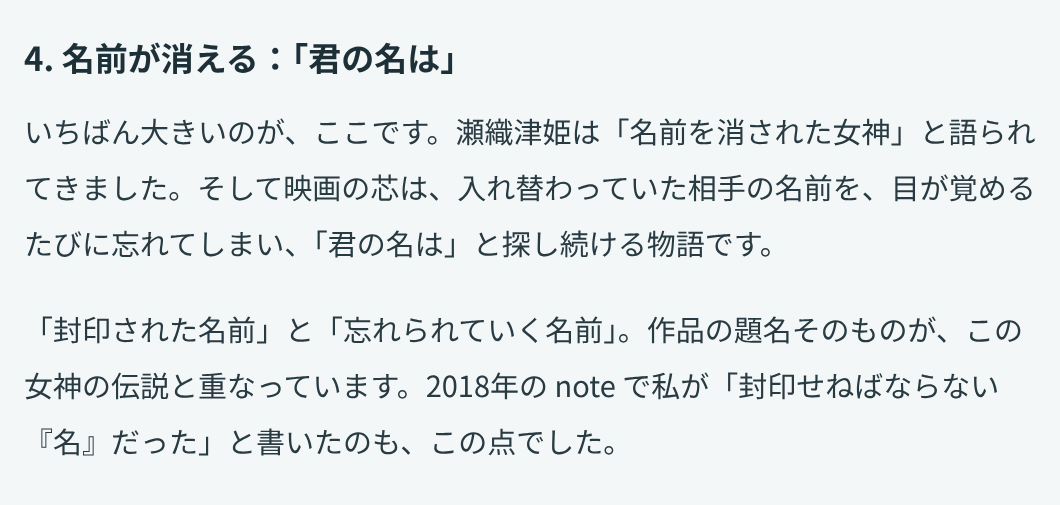 4. 名前が消える：「君の名は」
いちばん大きいのが、ここです。瀬織津姫は「名前を消された女神」と語られ
てきました。そして映画の芯は、入れ替わっていた相手の名前を、目が覚める
たびに忘れてしまい、「君の名は」と探し続ける物語です。
「封印された名前」と「忘れられていく名前」。作品の題名そのものが、この
女神の伝説と重なっています。2018年の note で私が「封印せねばならない
『名』だった」と書いたのも、この点でした。